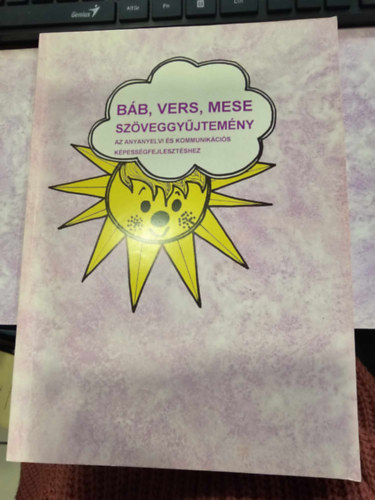 Genius
BÁB, VERS, MESE
SZÖVEGGYŰJTEMÉNY
AZ ANYANYELVI ÉS KOMMUNIKÁCIÓS
KÉPESSÉGFEJLESZTÉSHEZ